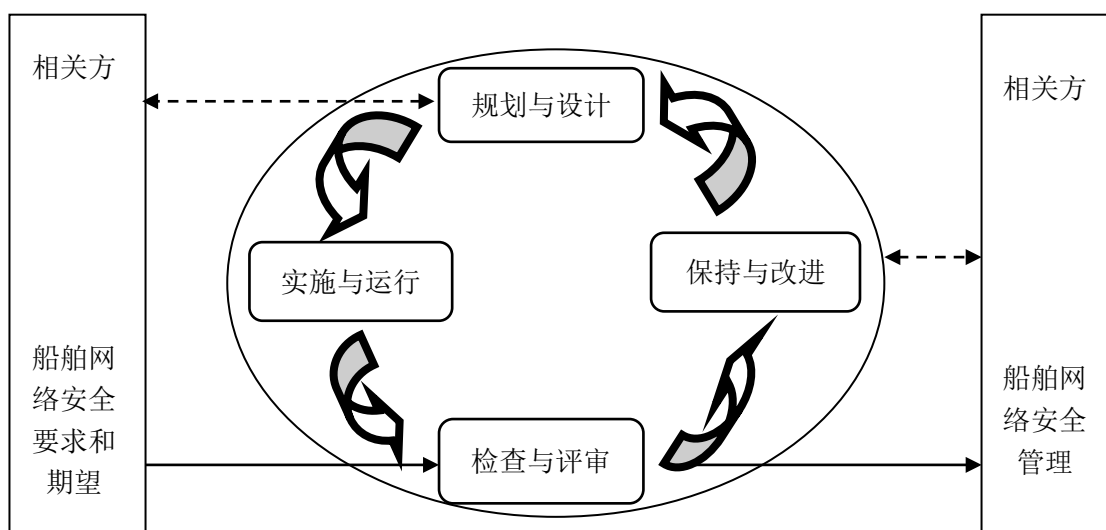 相关方
船舶网
络安全
要求和
期望
规划与设计
实施与运行
保持与改进
检查与评审
相关方
船舶网
络安全
管理